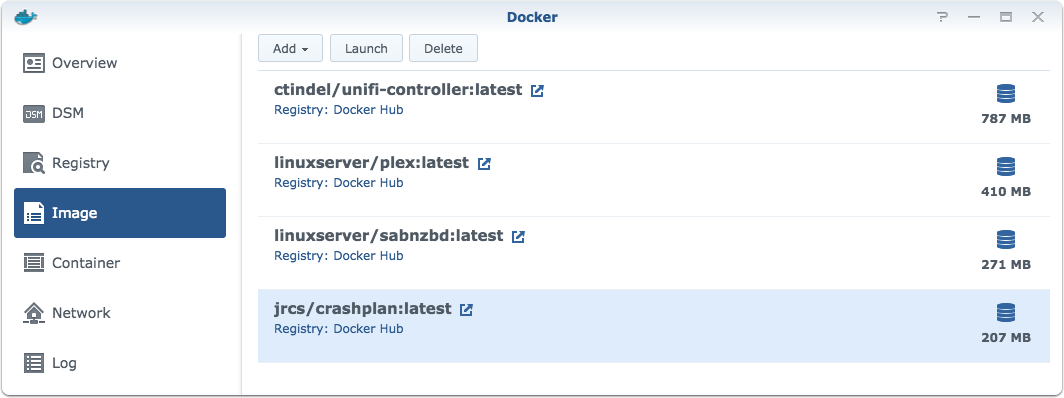 Docker
Add Launch Delete
Overview
DSM
Registry
Image
Container
Network
Log
ctindel/unifi-controller:latest
Registry: Docker Hub
787 MB
linuxserver/plex:latest
Registry: Docker Hub
410 MB
linuxserver/sabnzbd:latest
Registry: Docker Hub
271 MB
jrcs/crashplan:latest
Registry: Docker Hub
207 MB